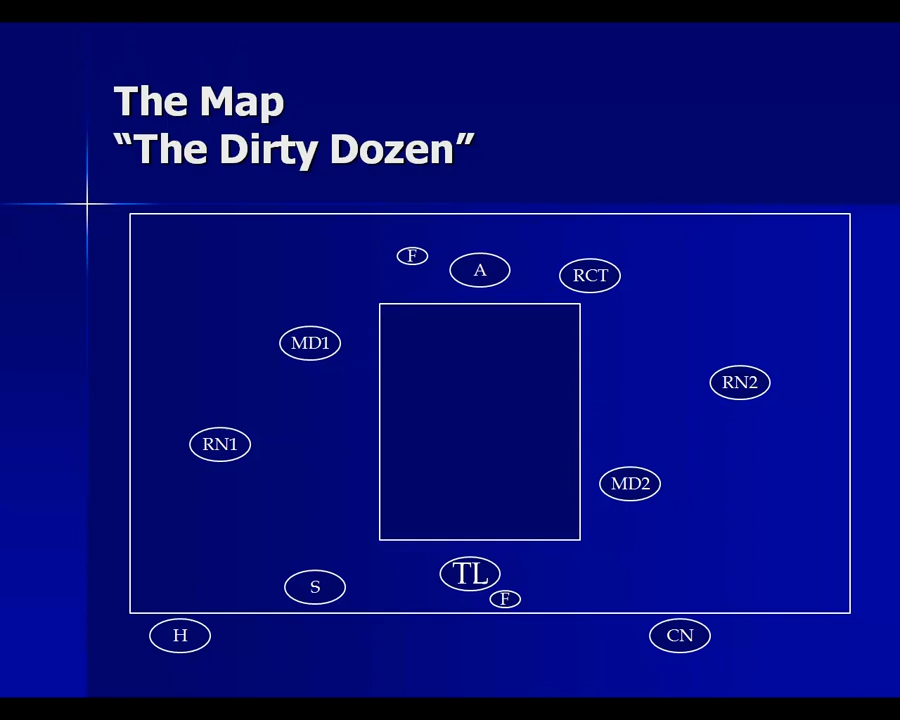 The Map
“The Dirty Dozen”
F
A
RCT
MD1
RN2
RN1
MD2
TL
S
F
H
CN